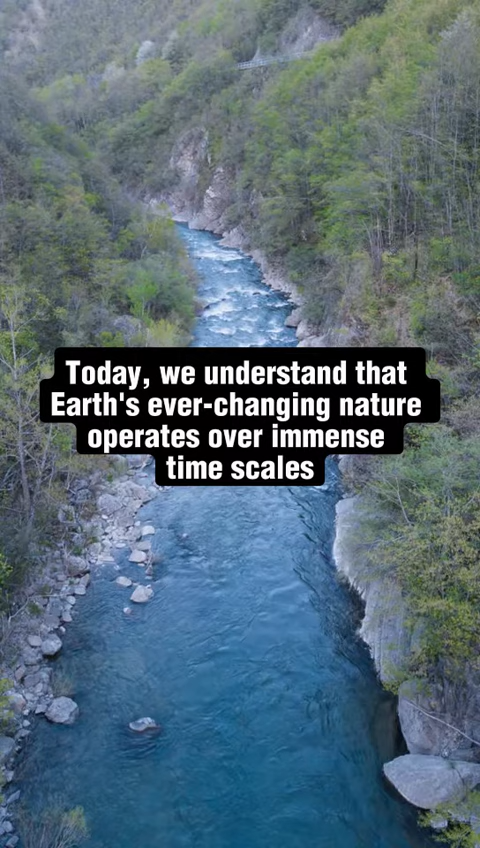 Today, we understand that
Earth's ever-changing nature
operates over immense
time scales